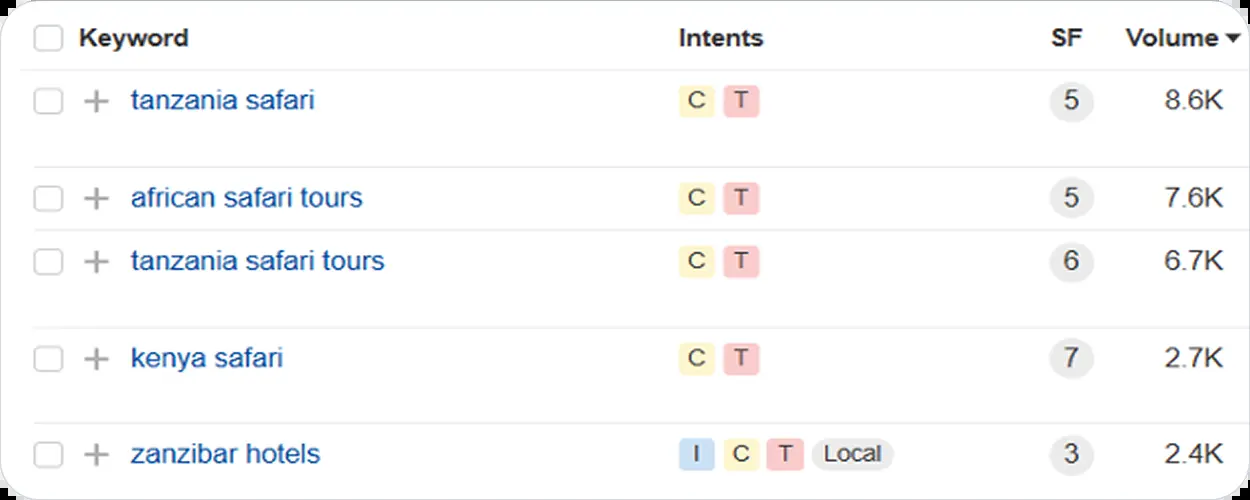 Keyword Intents SF Volume
tanzania safari C T 5 8.6K
african safari tours C T 5 7.6K
tanzania safari tours C T 6 6.7K
kenya safari C T 7 2.7K
zanzibar hotels I C T Local 3 2.4K